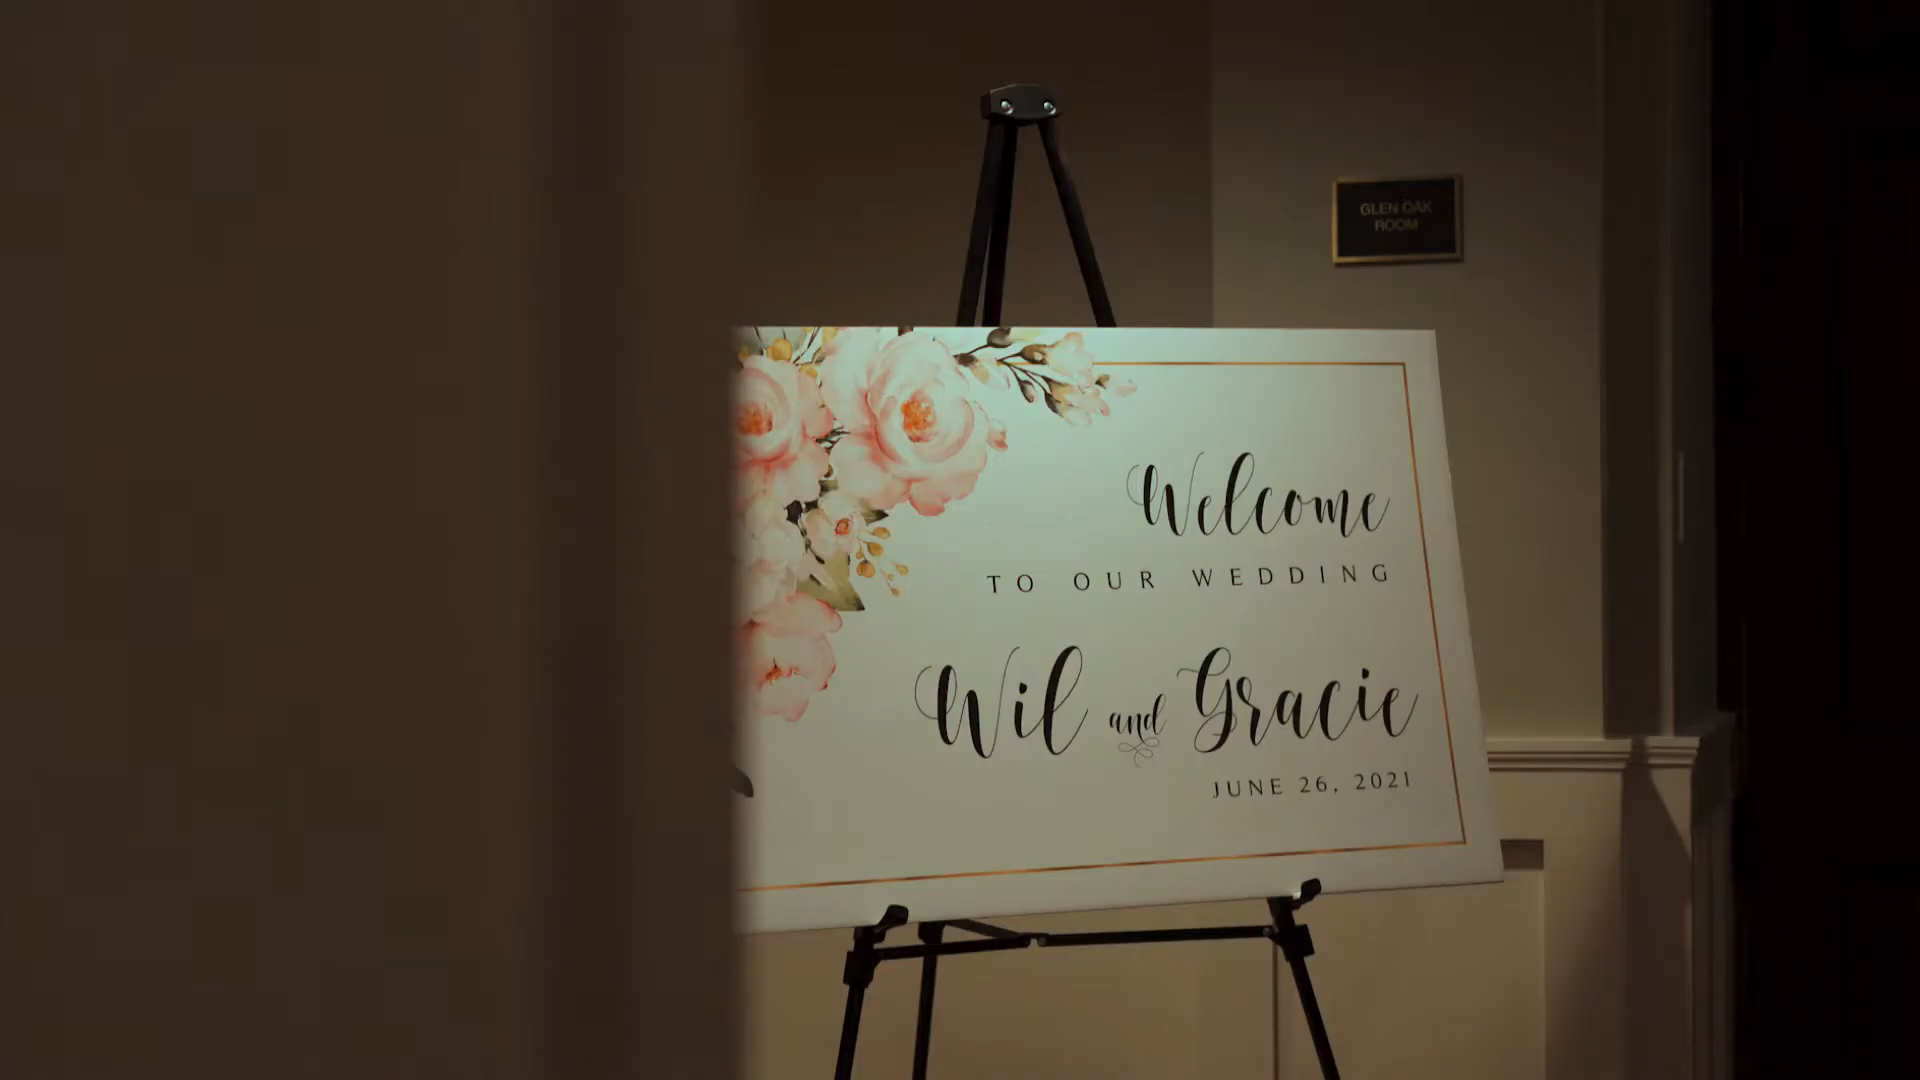 GLEN OAK
ROOM
Welcome
TO OUR WEDDING
Wil and Gracie
JUNE 26, 2021